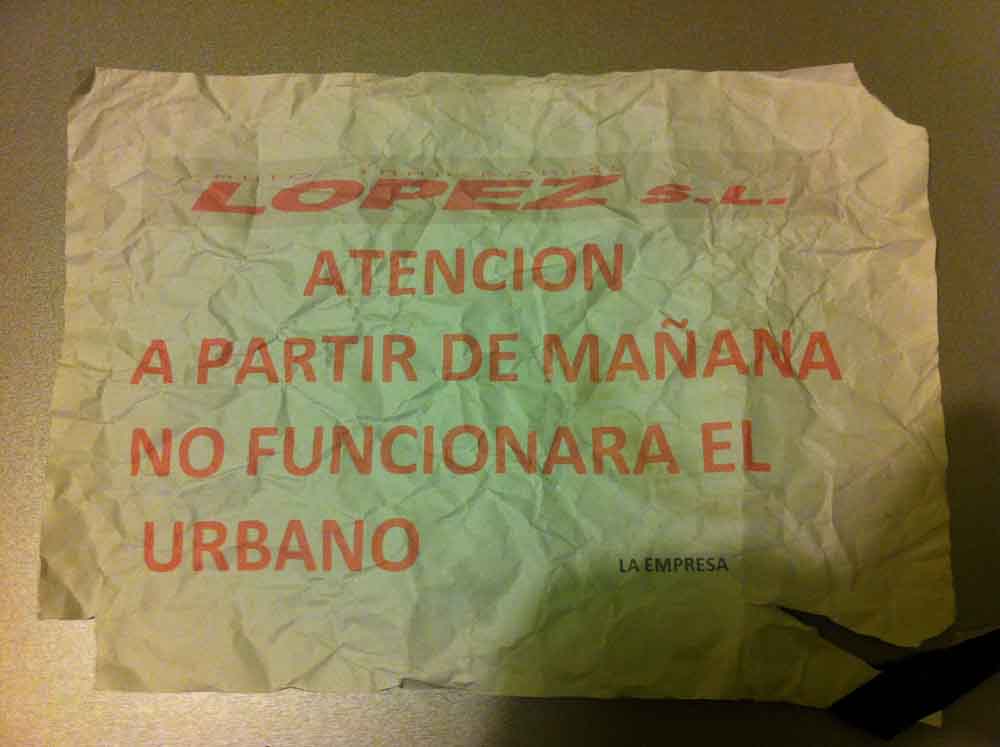 LOPEZ S.L.
ATENCION
A PARTIR DE MAÑANA
NO FUNCIONARA EL
URBANO
LA EMPRESA